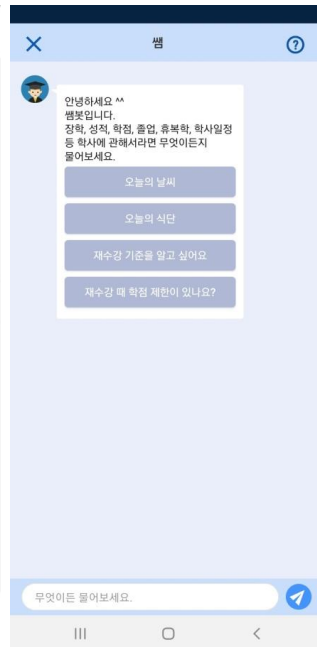 쌤
안녕하세요 ^^
쌤봇입니다.
장학, 성적, 학점, 졸업, 휴복학, 학사일정
등 학사에 관해서라면 무엇이든지
물어보세요.
오늘의 날씨
오늘의 식단
재수강 기준을 알고 싶어요
재수강 때 학점 제한이 있나요?
무엇이든 물어보세요.